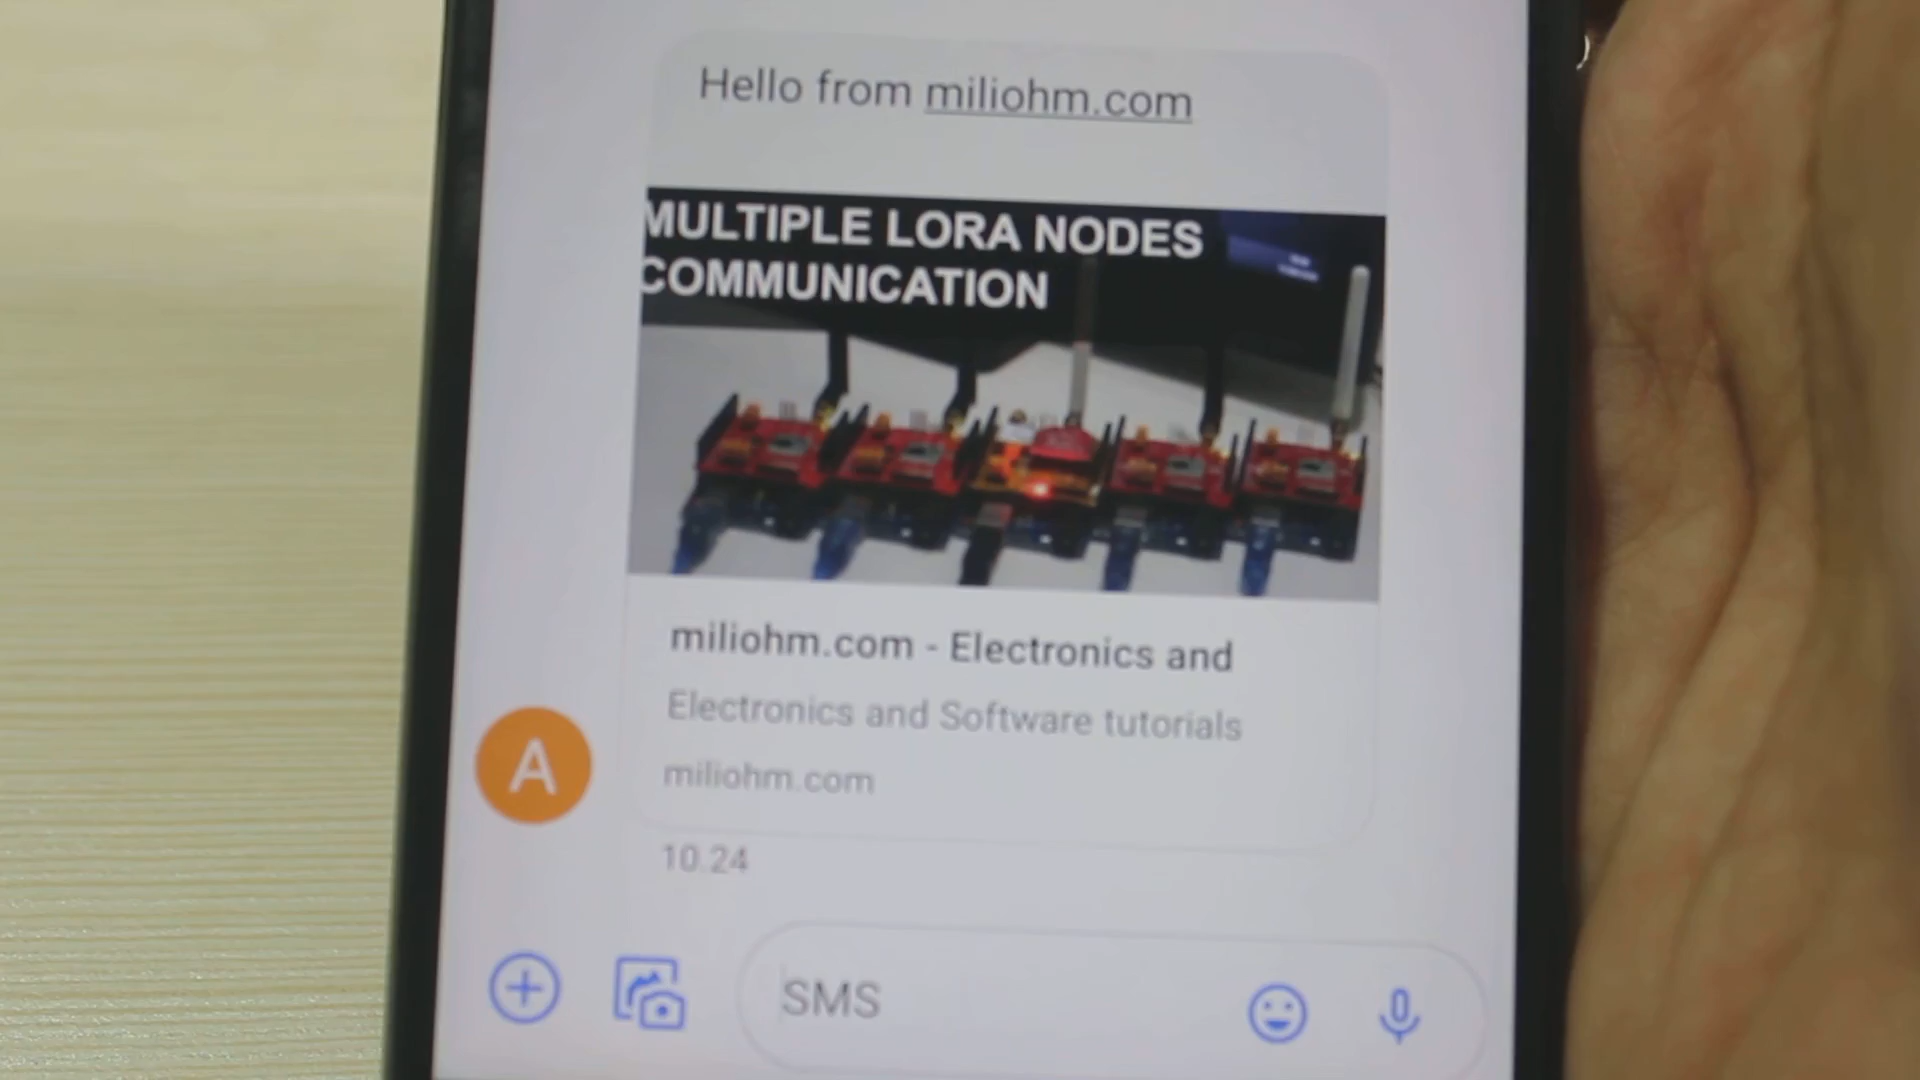 Hello from miliohm.com
MULTIPLE LORA NODES
COMMUNICATION
miliohm.com - Electronics and
Electronics and Software tutorials
miliohm.com
A
10.24
SMS